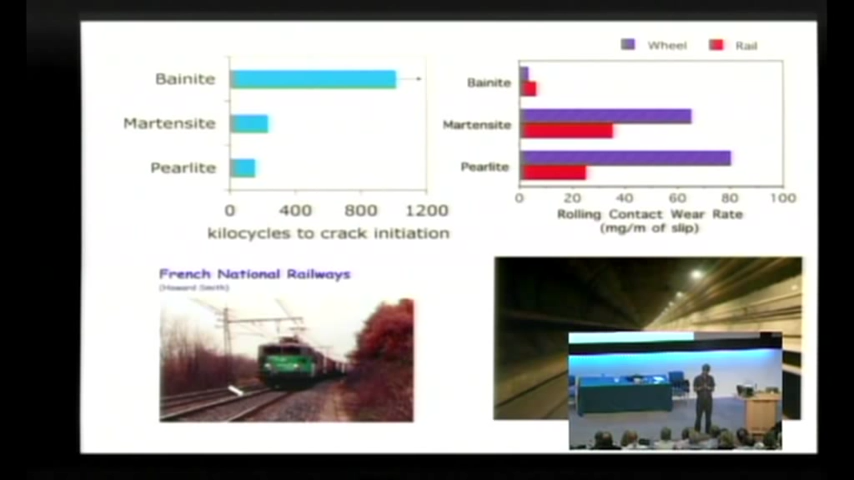 Wheel Rail
Bainite
Martensite
Pearlite
0 400 800 1200
kilocycles to crack initiation
Bainite
Martensite
Pearlite
0 20 40 60 80 100
Rolling Contact Wear Rate
(mg/m of slip)
French National Railways
(Howard Smith)